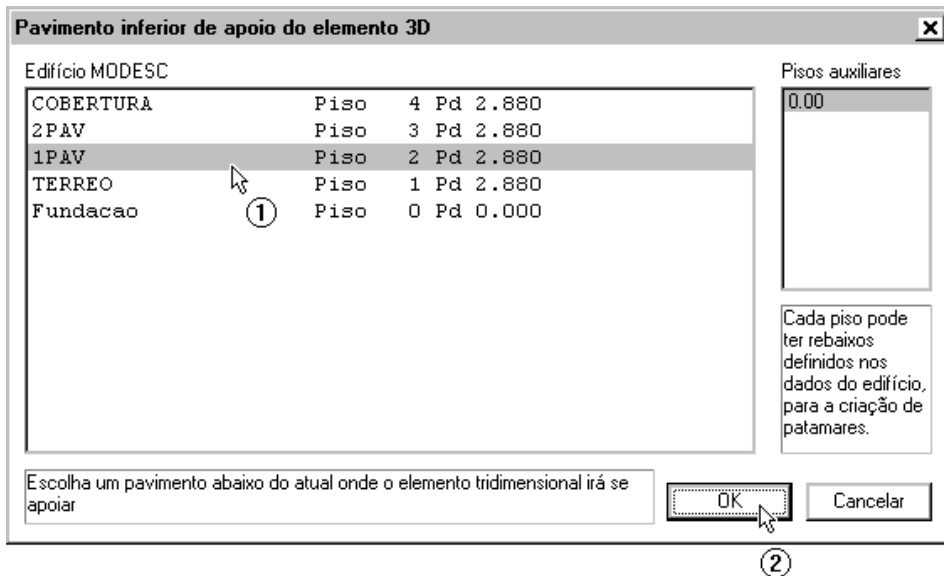 Pavimento inferior de apoio do elemento 3D
Edifício MODESC
COBERTURA Piso 4 Pd 2.880
2PAV Piso 3 Pd 2.880
1PAV Piso 2 Pd 2.880
TERREO Piso 1 Pd 2.880
Fundacao Piso 0 Pd 0.000
1
Pisos auxiliares
0.00
Cada piso pode
ter rebaixos
definidos nos
dados do edifício,
para a criação de
patamares.
Escolha um pavimento abaixo do atual onde o elemento tridimensional irá se
apoiar
OK
Cancelar
2